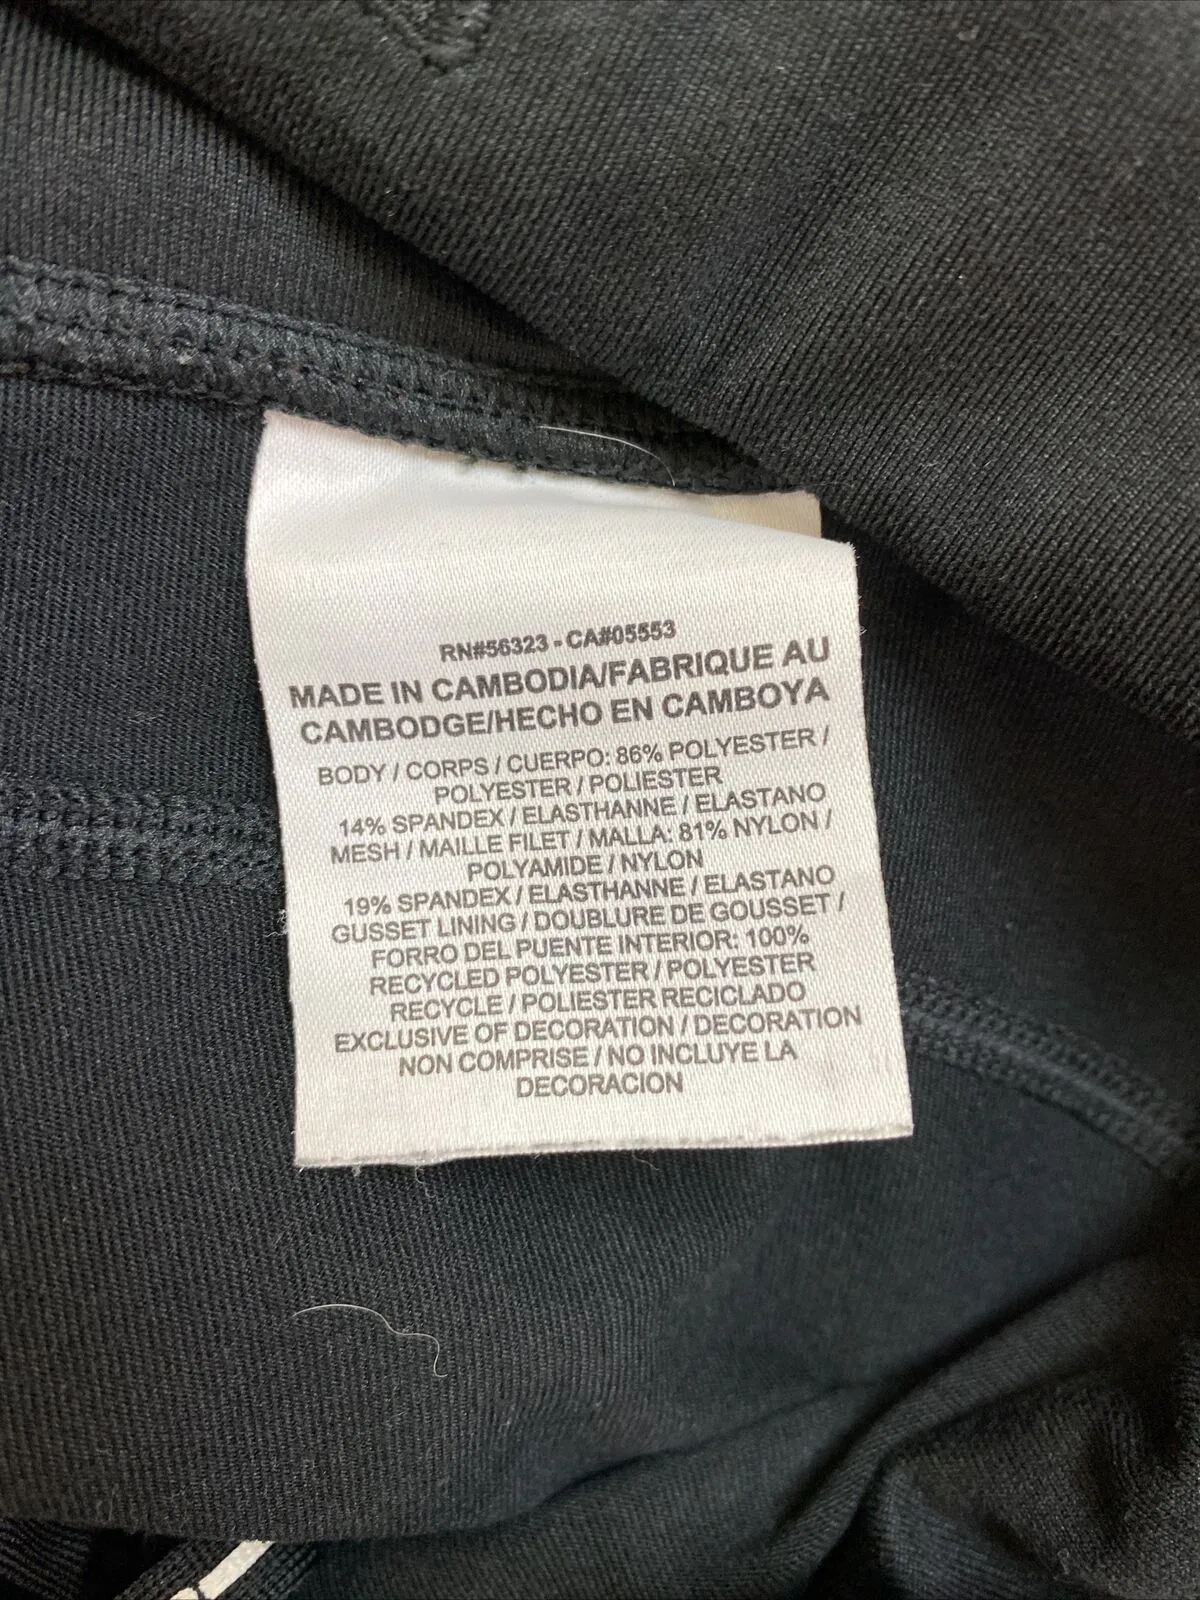 RN#56323 - CA#05553
MADE IN CAMBODIA/FABRIQUE AU
CAMBODGE/HECHO EN CAMBOYA
BODY / CORPS / CUERPO: 86% POLYESTER /
POLYESTER / POLIESTER
14% SPANDEX / ELASTHANNE / ELASTANO
MESH / MAILLE FILET / MALLA: 81% NYLON /
POLYAMIDE / NYLON
19% SPANDEX / ELASTHANNE / ELASTANO
GUSSET LINING / DOUBLURE DE GOUSSET /
FORRO DEL PUENTE INTERIOR: 100%
RECYCLED POLYESTER / POLYESTER
RECYCLE / POLIESTER RECICLADO
EXCLUSIVE OF DECORATION / DECORATION
NON COMPRISE / NO INCLUYE LA
DECORACION